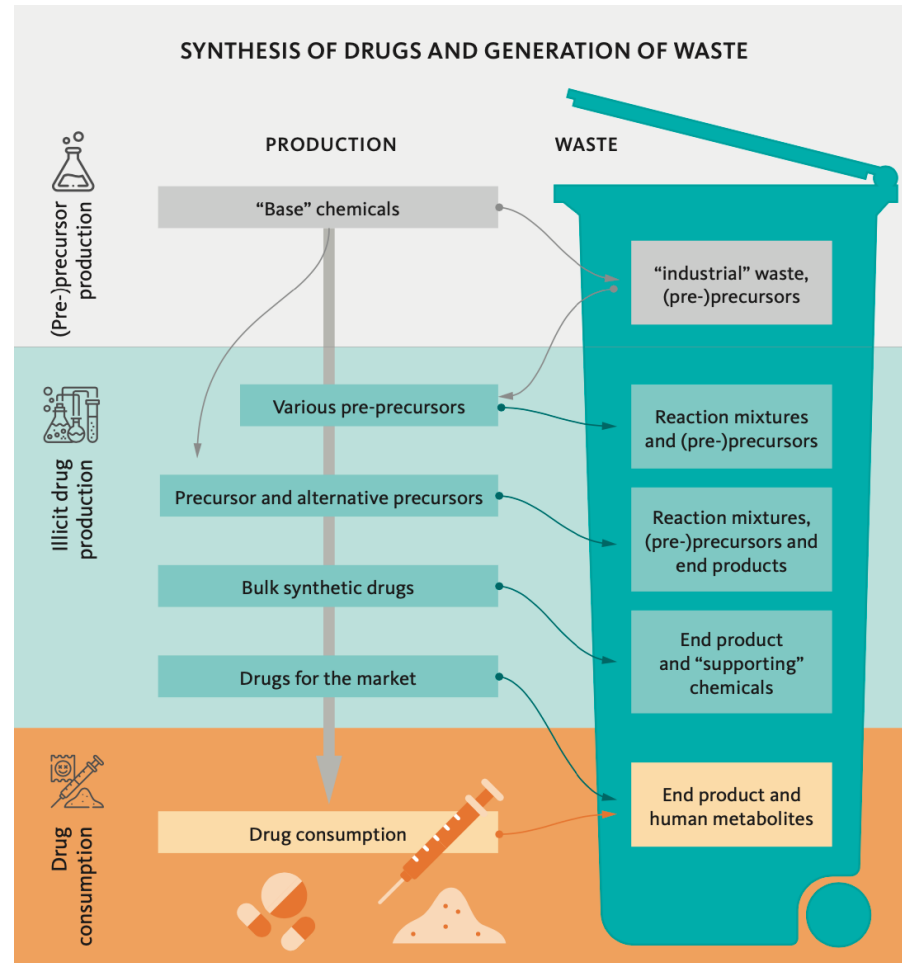 SYNTHESIS OF DRUGS AND GENERATION OF WASTE
PRODUCTION
WASTE
(Pre-)precursor
production
“Base” chemicals
“industrial” waste,
(pre-)precursors
Illicit drug
production
Various pre-precursors
Reaction mixtures
and (pre-)precursors
Precursor and alternative precursors
Reaction mixtures,
(pre-)precursors and
end products
Bulk synthetic drugs
End product
and “supporting”
chemicals
Drugs for the market
Drug
consumption
Drug consumption
End product and
human metabolites